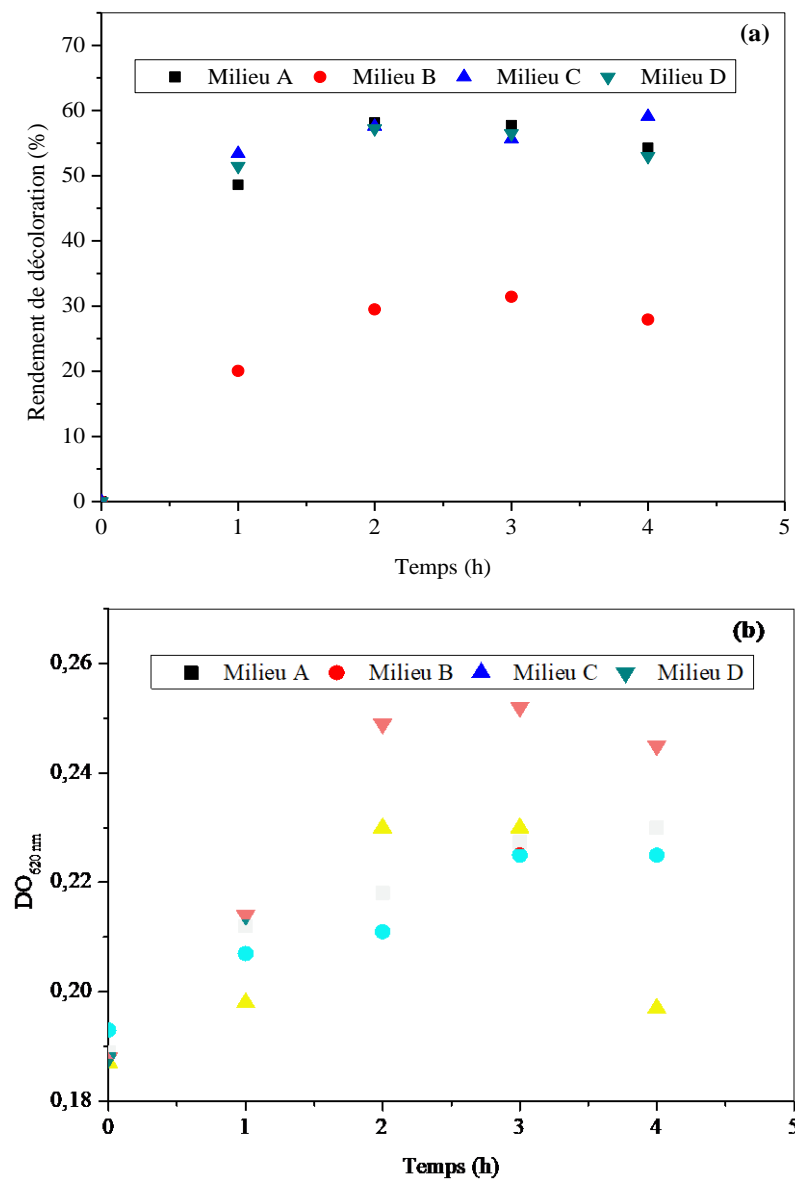 (a)
Milieu A Milieu B Milieu C Milieu D
Rendement de décoloration (%)
70
60
50
40
30
20
10
0
0 1 2 3 4 5
Temps (h)
(b)
Milieu A Milieu B Milieu C Milieu D
DO620 nm
0,26
0,24
0,22
0,20
0,18
0 1 2 3 4 5
Temps (h)